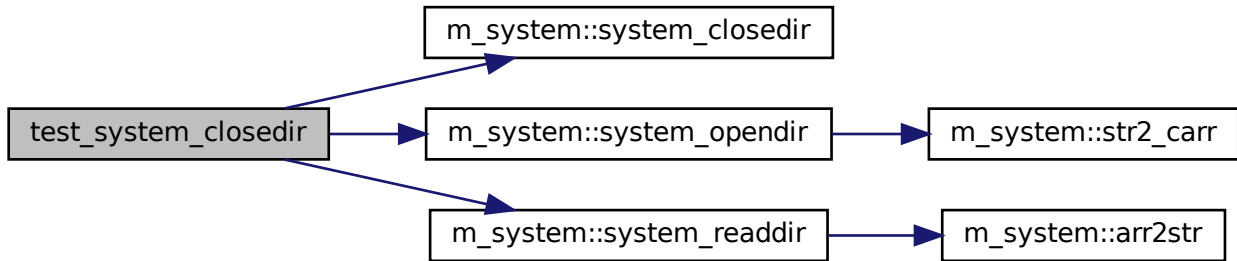 m_system::system_closedir
test_system_closedir
m_system::system_opendir
m_system::str2_carr
m_system::system_readdir
m_system::arr2str